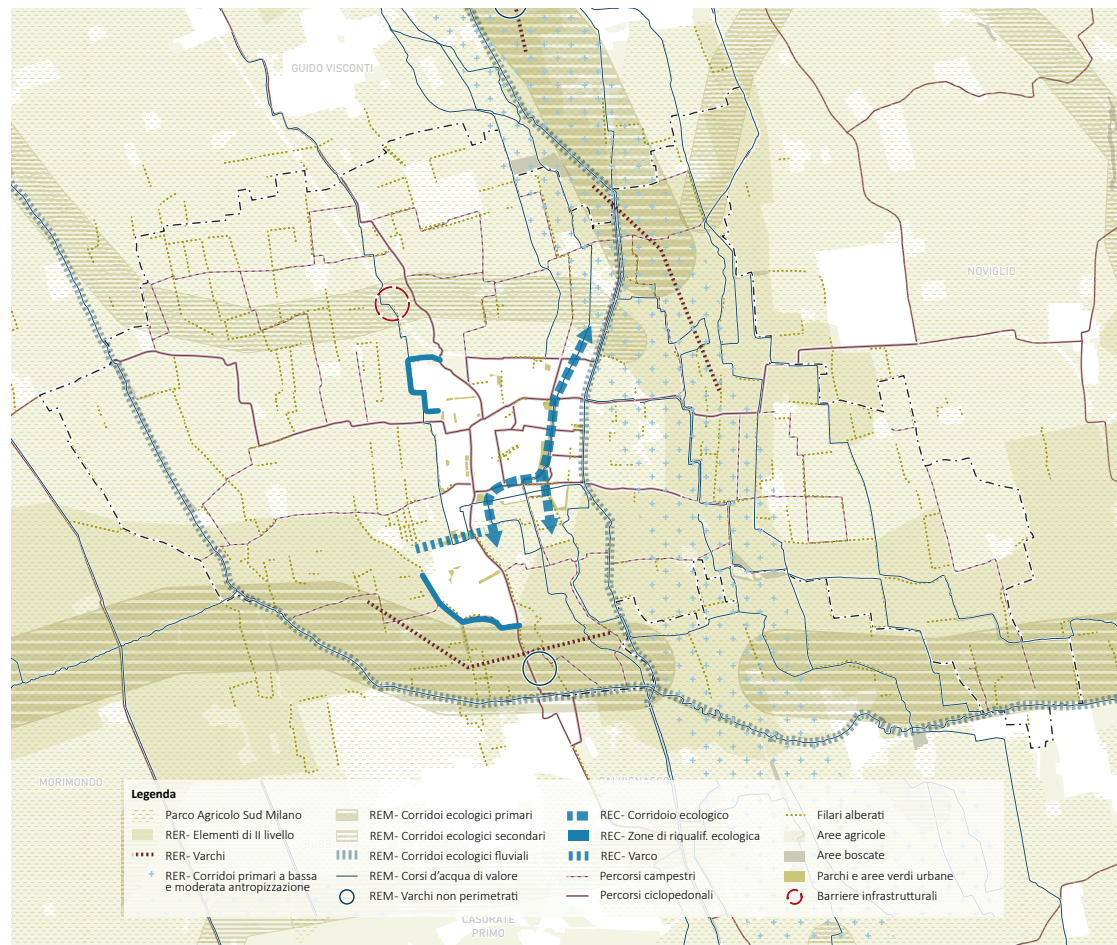 GUIDO VISCONTI
NOVIGLIO
MORIMONDO
Legenda
Parco Agricolo Sud Milano
RER- Elementi di II livello
RER- Varchi
RER- Corridoi primari a bassa
e moderata antropizzazione
REM- Corridoi ecologici primari
REM- Corridoi ecologici secondari
REM- Corridoi ecologici fluviali
REM- Corsi d'acqua di valore
REM- Varchi non perimetrati
REC- Corridoio ecologico
REC- Zone di riqualif. ecologica
REC- Varco
Percorsi campestri
Percorsi ciclopedonali
Filari alberati
Aree agricole
Aree boscate
Parchi e aree verdi urbane
Barriere infrastrutturali
CASORATE
PRIMO